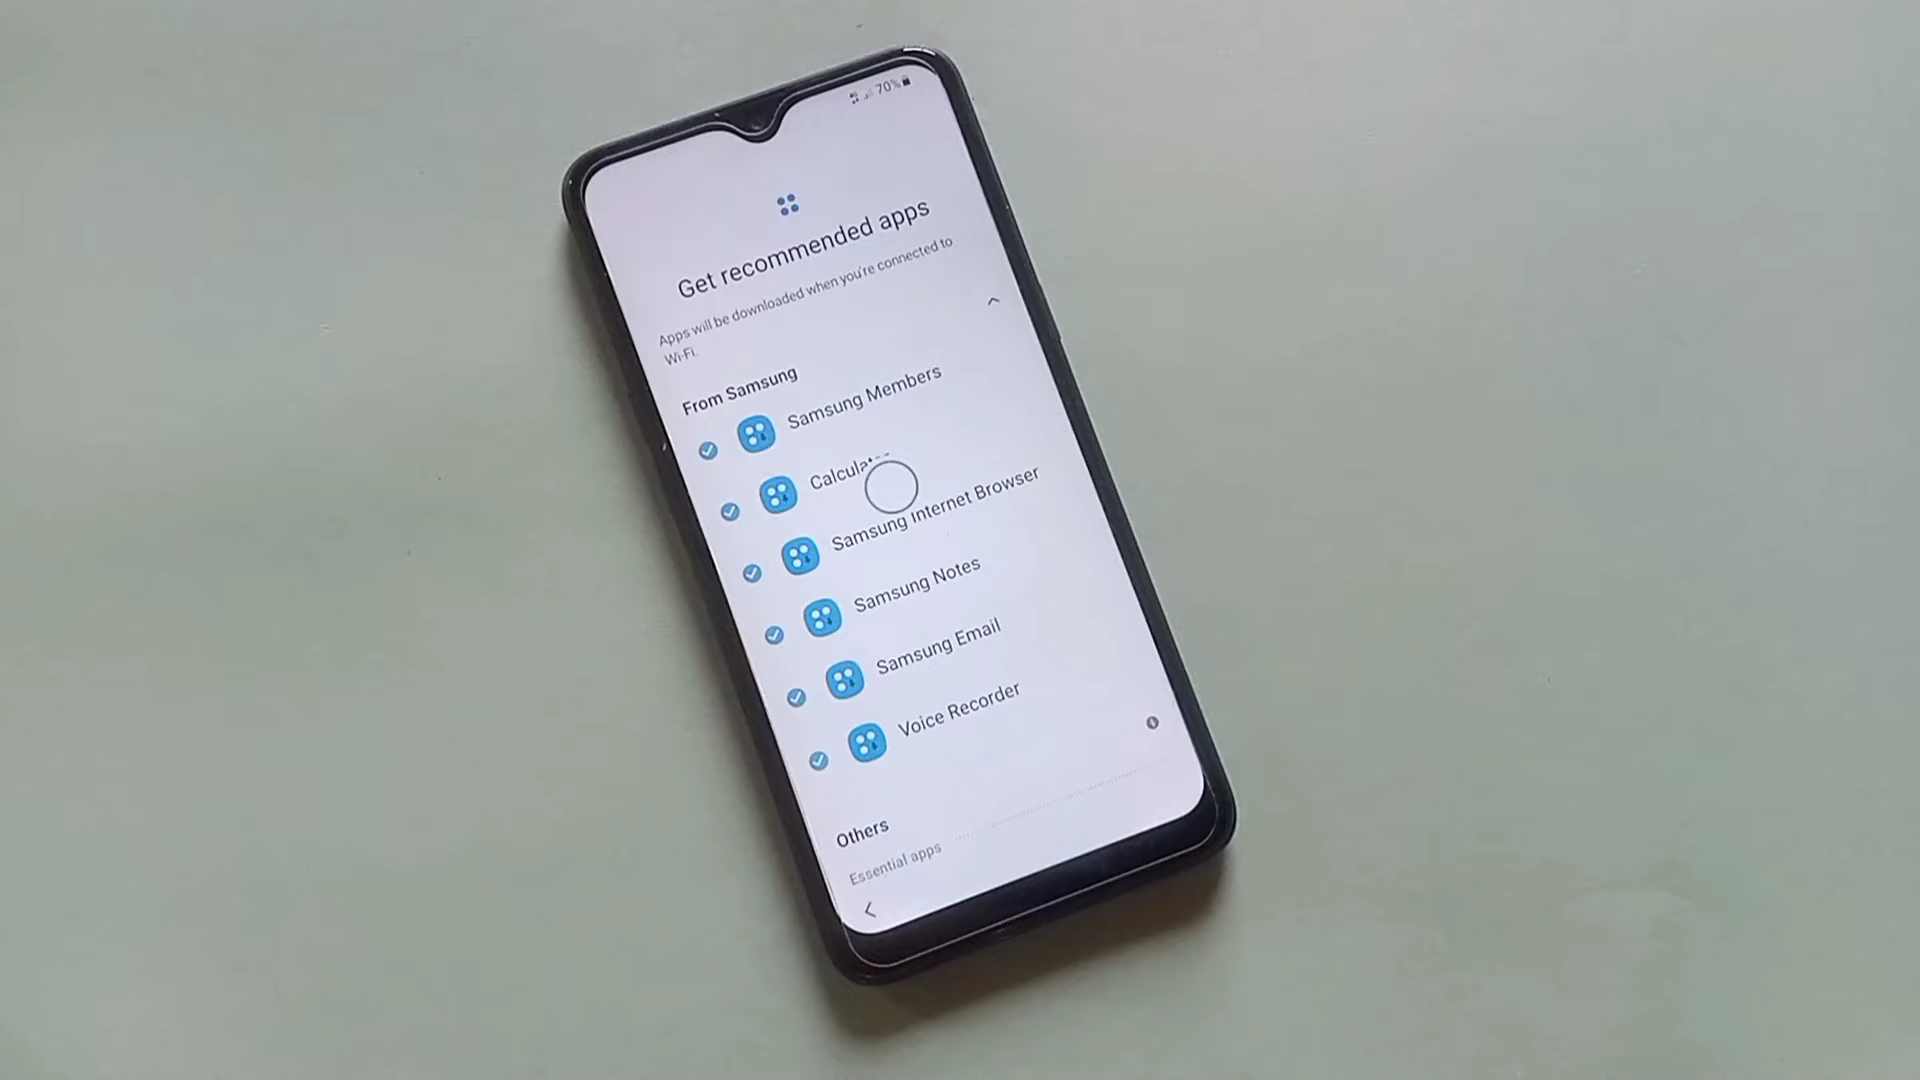 70%
Get recommended apps
Apps will be downloaded when you're connected to
Wi-Fi.
From Samsung
Samsung Members
Samsung Internet Browser
Samsung Notes
Samsung Email
Voice Recorder
Others
Essential apps